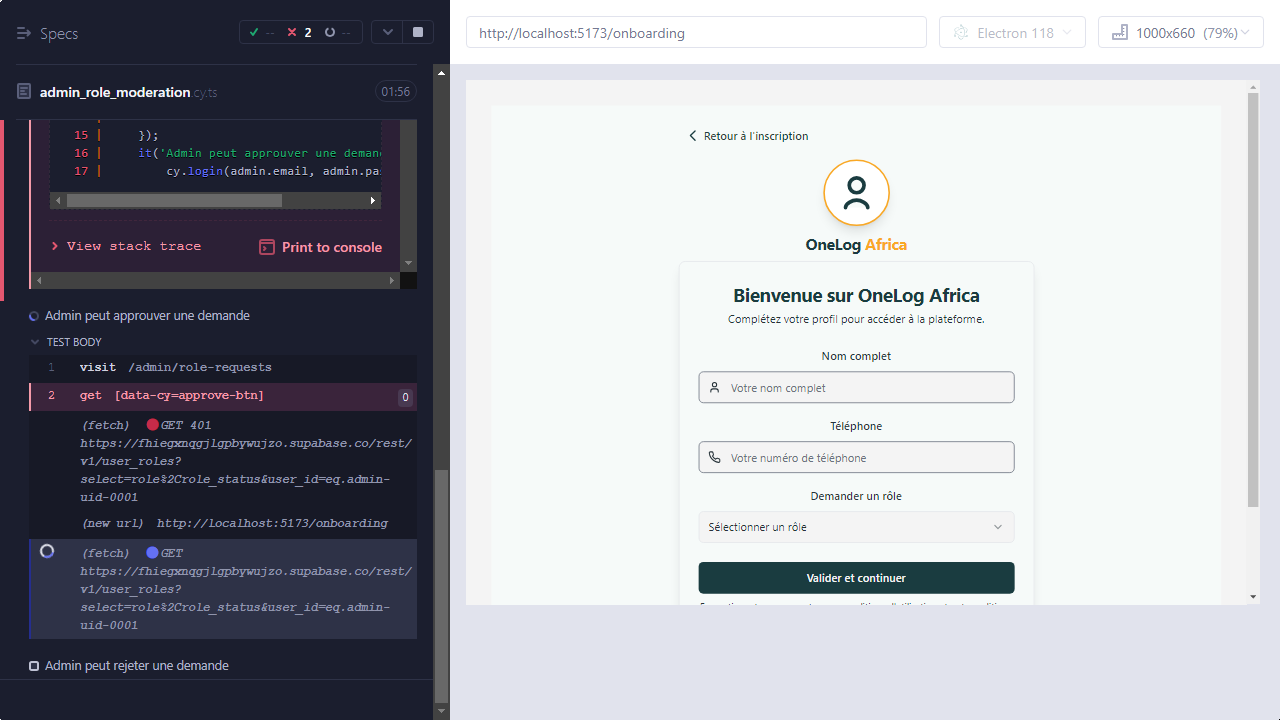 Specs
-- 2 --
admin_role_moderation.cy.ts
01:56
15 | });
16 | it('Admin peut approuver une deman
17 | cy.login(admin.email, admin.pa
View stack trace
Print to console
Admin peut approuver une demande
TEST BODY
1 visit /admin/role-requests
2 get [data-cy=approve-btn] 0
(fetch) GET 401
https://fhiegxnqgjlgpbywujzo.supabase.co/rest/
v1/user_roles?
select=role%2Crole_status&user_id=eq.admin-
uid-0001
(new url) http://localhost:5173/onboarding
(fetch) GET
https://fhiegxnqgjlgpbywujzo.supabase.co/rest/
v1/user_roles?
select=role%2Crole_status&user_id=eq.admin-
uid-0001
Admin peut rejeter une demande
http://localhost:5173/onboarding
Electron 118
1000x660 (79%)
Retour à l'inscription
OneLog Africa
Bienvenue sur OneLog Africa
Complétez votre profil pour accéder à la plateforme.
Nom complet
Votre nom complet
Téléphone
Votre numéro de téléphone
Demander un rôle
Sélectionner un rôle
Valider et continuer